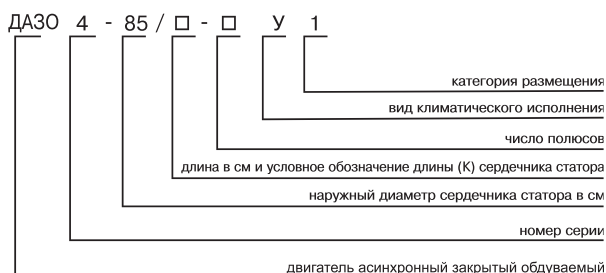 ДАЗО 4 - 85 / □ - □ У 1
категория размещения
вид климатического исполнения
число полюсов
длина в см и условное обозначение длины (К) сердечника статора
наружный диаметр сердечника статора в см
номер серии
двигатель асинхронный закрытый обдуваемый